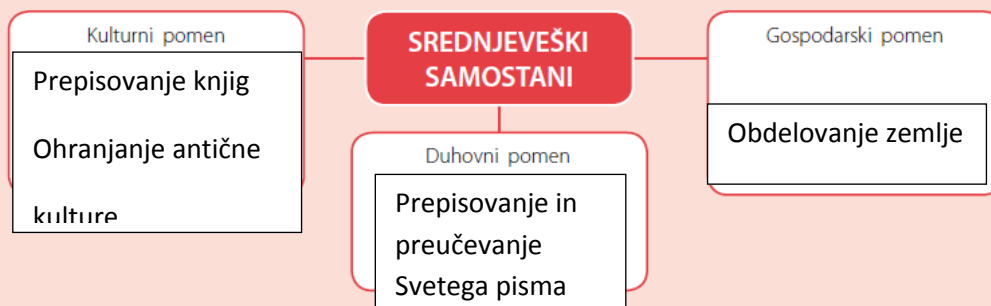 Kulturni pomen
Prepisovanje knjig
Ohranjanje antične
kulture
SREDNJEVEŠKI
SAMOSTANI
Duhovni pomen
Prepisovanje in
preučevanje
Svetega pisma
Gospodarski pomen
Obdelovanje zemlje